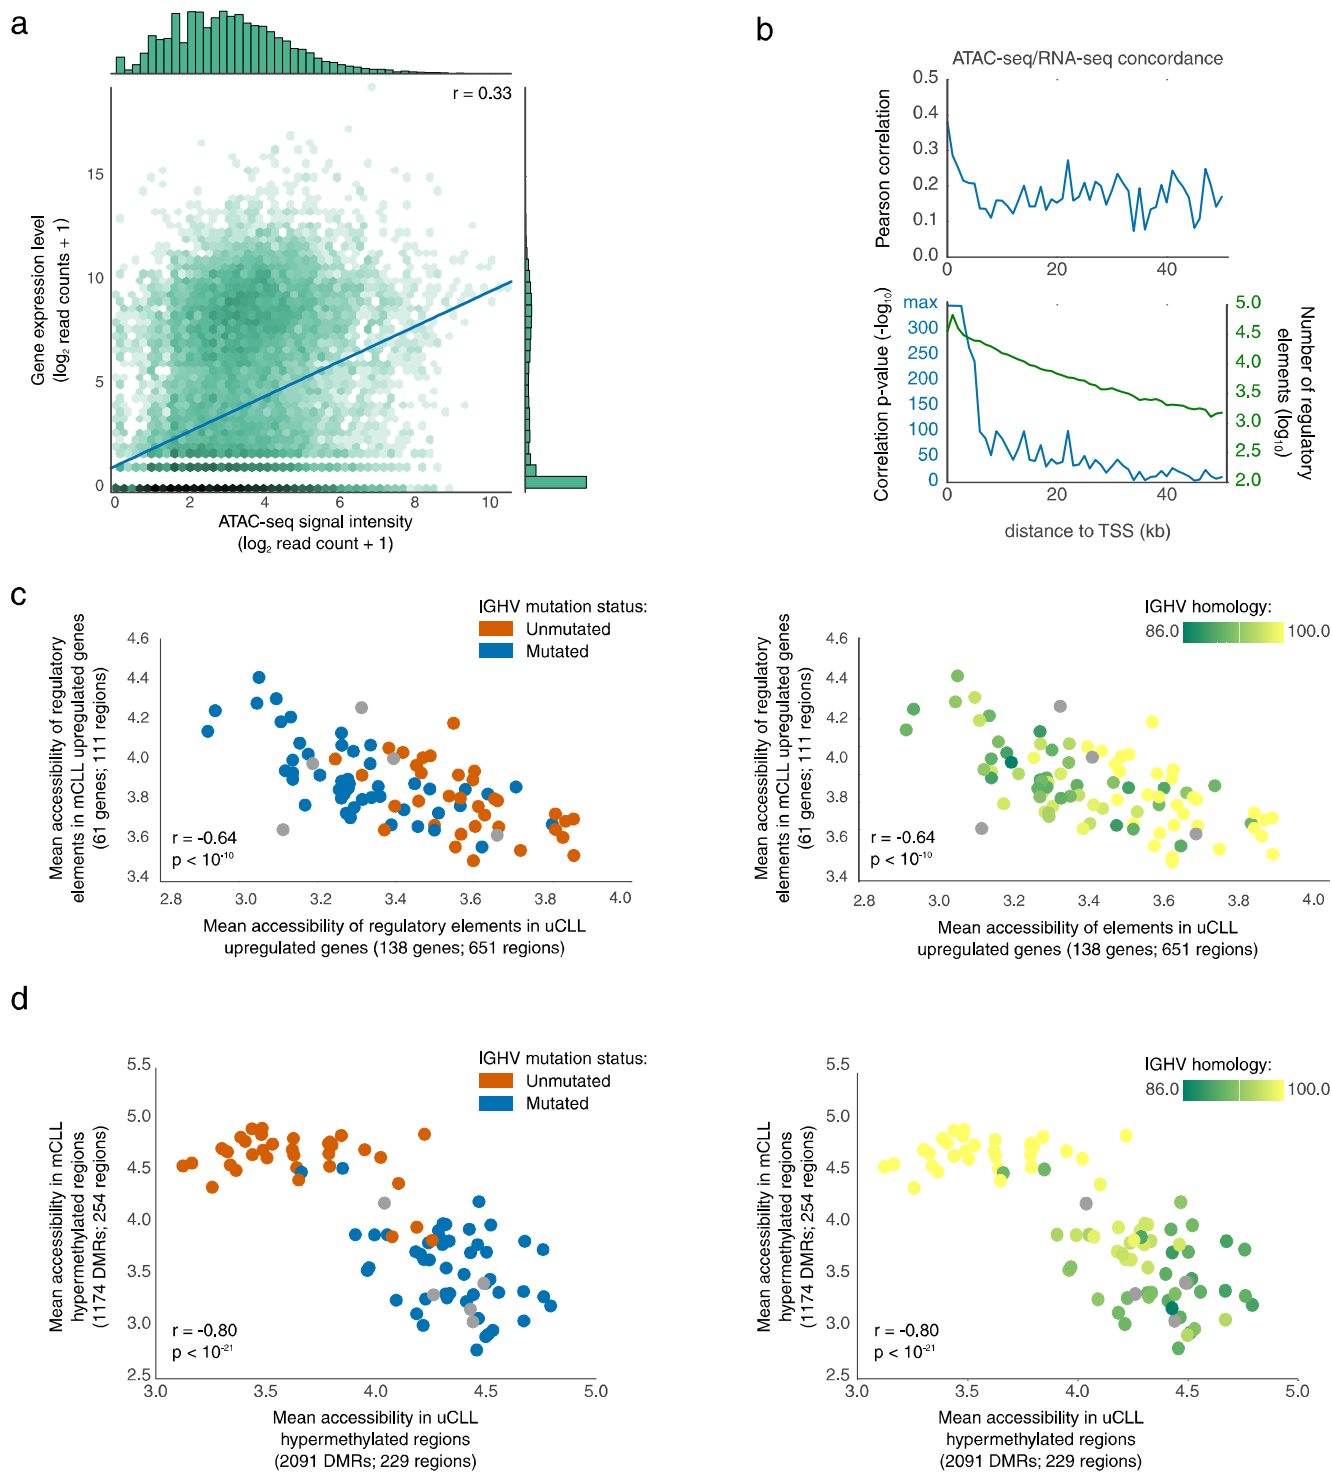 a
r = 0.33
Gene expression level
(log2 read counts + 1)
15
10
5
0
0 2 4 6 8 10
ATAC-seq signal intensity
(log2 read count + 1)
b
ATAC-seq/RNA-seq concordance
Pearson correlation
0.5
0.4
0.3
0.2
0.1
0.0
0 20 40
Correlation p-value (-log10)
max
300
250
200
150
100
50
0
5.0
4.5
4.0
3.5
3.0
2.5
2.0
Number of regulatory
elements (log10)
0 20 40
distance to TSS (kb)
c
IGHV mutation status:
Unmutated
Mutated
Mean accessibility of regulatory
elements in mCLL upregulated genes
(61 genes; 111 regions)
4.6
4.4
4.2
4.0
3.8
3.6
3.4
r = -0.64
p < 10-10
2.8 3.0 3.2 3.4 3.6 3.8 4.0
Mean accessibility of regulatory elements in uCLL
upregulated genes (138 genes; 651 regions)
IGHV homology:
86.0 100.0
Mean accessibility of regulatory
elements in mCLL upregulated genes
(61 genes; 111 regions)
4.6
4.4
4.2
4.0
3.8
3.6
3.4
r = -0.64
p < 10-10
2.8 3.0 3.2 3.4 3.6 3.8 4.0
Mean accessibility of elements in uCLL
upregulated genes (138 genes; 651 regions)
d
IGHV mutation status:
Unmutated
Mutated
Mean accessibility in mCLL
hypermethylated regions
(1174 DMRs; 254 regions)
5.5
5.0
4.5
4.0
3.5
3.0
2.5
r = -0.80
p < 10-21
3.0 3.5 4.0 4.5 5.0
Mean accessibility in uCLL
hypermethylated regions
(2091 DMRs; 229 regions)
IGHV homology:
86.0 100.0
Mean accessibility in mCLL
hypermethylated regions
(1174 DMRs; 254 regions)
5.5
5.0
4.5
4.0
3.5
3.0
2.5
r = -0.80
p < 10-21
3.0 3.5 4.0 4.5 5.0
Mean accessibility in uCLL
hypermethylated regions
(2091 DMRs; 229 regions)